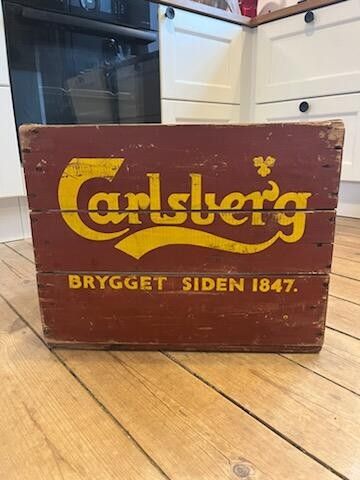 Carlsberg
BRYGGET SIDEN 1847.